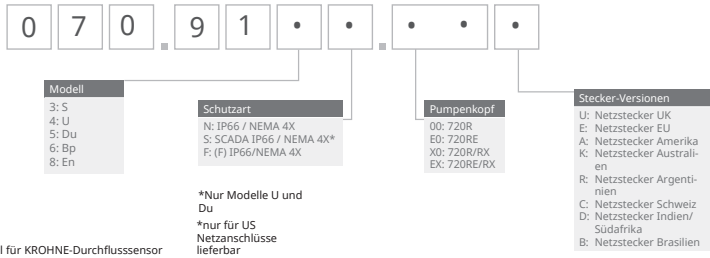 0 7 0 . 9 1 • • . • • •
Modell
3: S
4: U
5: Du
6: Bp
8: En
Schutzart
N: IP66 / NEMA 4X
S: SCADA IP66 / NEMA 4X*
F: (F) IP66/NEMA 4X
*Nur Modelle U und
Du
*nur für US
Netzanschlüsse
lieferbar
Pumpenkopf
00: 720R
E0: 720RE
X0: 720R/RX
EX: 720RE/RX
Stecker-Versionen
U: Netzstecker UK
E: Netzstecker EU
A: Netzstecker Amerika
K: Netzstecker Australi-
en
R: Netzstecker Argenti-
nien
C: Netzstecker Schweiz
D: Netzstecker Indien/
Südafrika
B: Netzstecker Brasilien
für KROHNE-Durchflusssensor